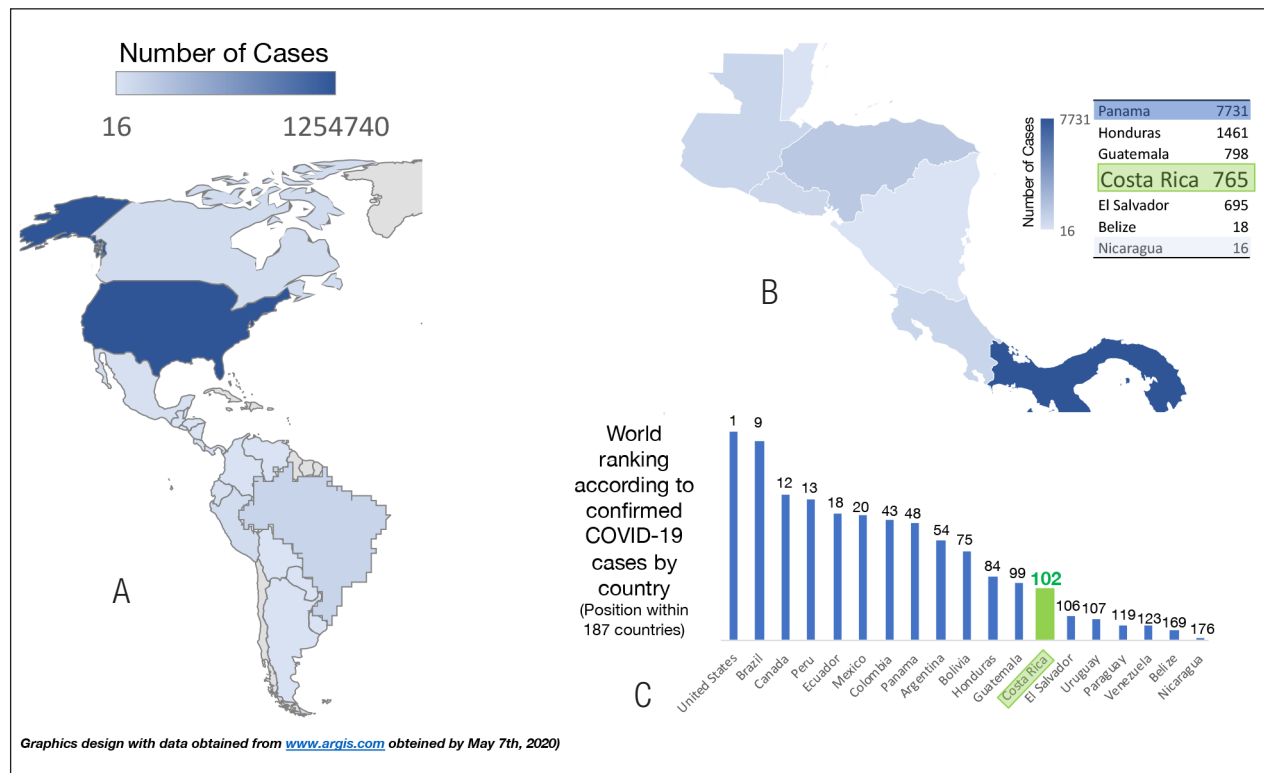 Number of Cases
16 1254740
A
Number of Cases
7731
16
Panama 7731
Honduras 1461
Guatemala 798
Costa Rica 765
El Salvador 695
Belize 18
Nicaragua 16
B
World
ranking
according to
confirmed
COVID-19
cases by
country
(Position within
187 countries)
1 9 12 13 18 20 43 48 54 75 84 99 102 106 107 119 123 169 176
United States
Brazil
Canada
Peru
Ecuador
Mexico
Colombia
Panama
Argentina
Bolivia
Honduras
Guatemala
Costa Rica
El Salvador
Uruguay
Paraguay
Venezuela
Belize
Nicaragua
C
Graphics design with data obtained from www.argis.com obteined by May 7th, 2020)